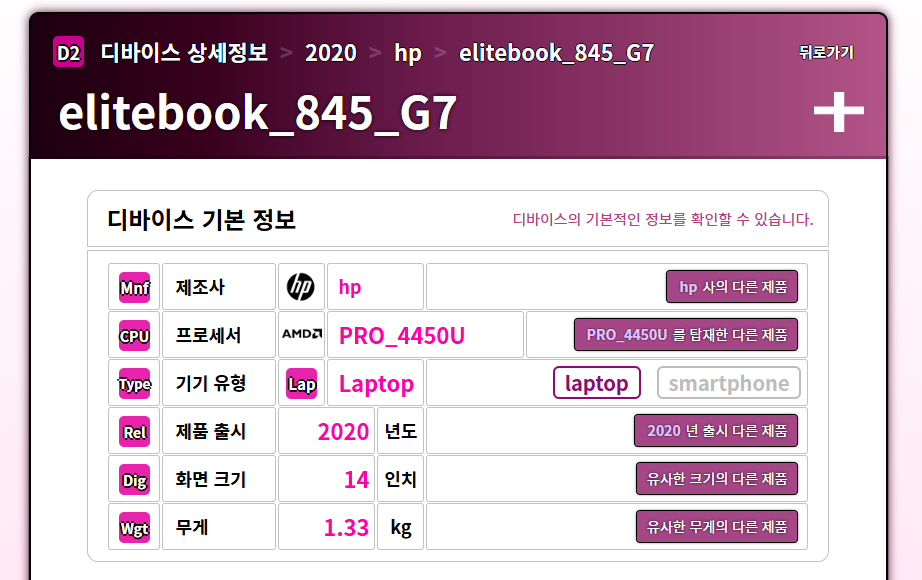 D2 디바이스 상세정보 > 2020 > hp > elitebook_845_G7 뒤로가기
elitebook_845_G7
디바이스 기본 정보 디바이스의 기본적인 정보를 확인할 수 있습니다.
Mnf 제조사 hp hp hp 사의 다른 제품
CPU 프로세서 AMD PRO_4450U PRO_4450U 를 탑재한 다른 제품
Type 기기 유형 Lap Laptop laptop smartphone
Rel 제품 출시 2020 년도 2020 년 출시 다른 제품
Dig 화면 크기 14 인치 유사한 크기의 다른 제품
Wgt 무게 1.33 kg 유사한 무게의 다른 제품